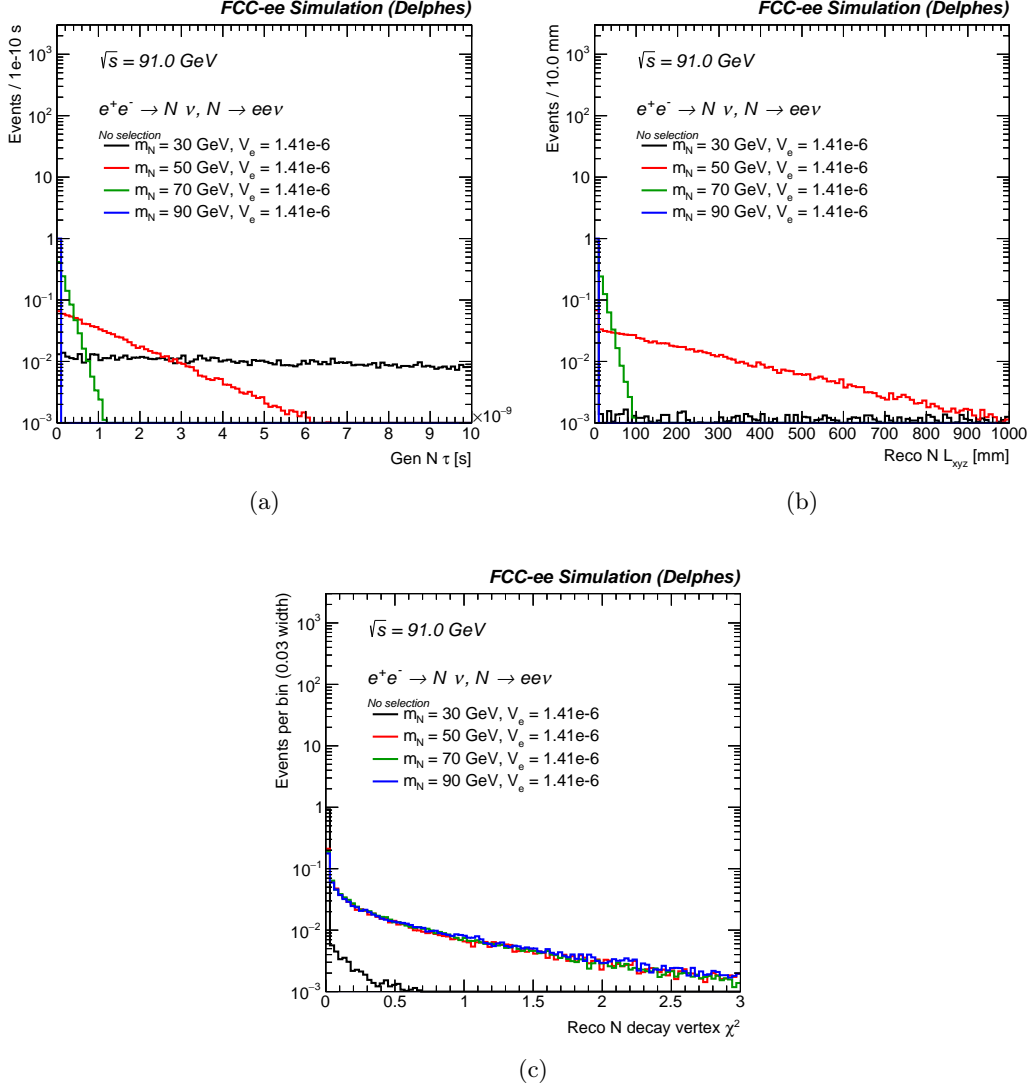 FCC-ee Simulation (Delphes)
Events / 1e-10 s
√s = 91.0 GeV
e⁺e⁻ → N ν, N → eeν
No selection
m_N = 30 GeV, V_e = 1.41e-6
m_N = 50 GeV, V_e = 1.41e-6
m_N = 70 GeV, V_e = 1.41e-6
m_N = 90 GeV, V_e = 1.41e-6
10³
10²
10
1
10⁻¹
10⁻²
10⁻³
0 1 2 3 4 5 6 7 8 9 10
×10⁻⁹
Gen N τ [s]
(a)
FCC-ee Simulation (Delphes)
Events / 10.0 mm
√s = 91.0 GeV
e⁺e⁻ → N ν, N → eeν
No selection
m_N = 30 GeV, V_e = 1.41e-6
m_N = 50 GeV, V_e = 1.41e-6
m_N = 70 GeV, V_e = 1.41e-6
m_N = 90 GeV, V_e = 1.41e-6
10³
10²
10
1
10⁻¹
10⁻²
10⁻³
0 100 200 300 400 500 600 700 800 900 1000
Reco N L_xyz [mm]
(b)
FCC-ee Simulation (Delphes)
Events per bin (0.03 width)
√s = 91.0 GeV
e⁺e⁻ → N ν, N → eeν
No selection
m_N = 30 GeV, V_e = 1.41e-6
m_N = 50 GeV, V_e = 1.41e-6
m_N = 70 GeV, V_e = 1.41e-6
m_N = 90 GeV, V_e = 1.41e-6
10³
10²
10
1
10⁻¹
10⁻²
10⁻³
0 0.5 1 1.5 2 2.5 3
Reco N decay vertex χ²
(c)